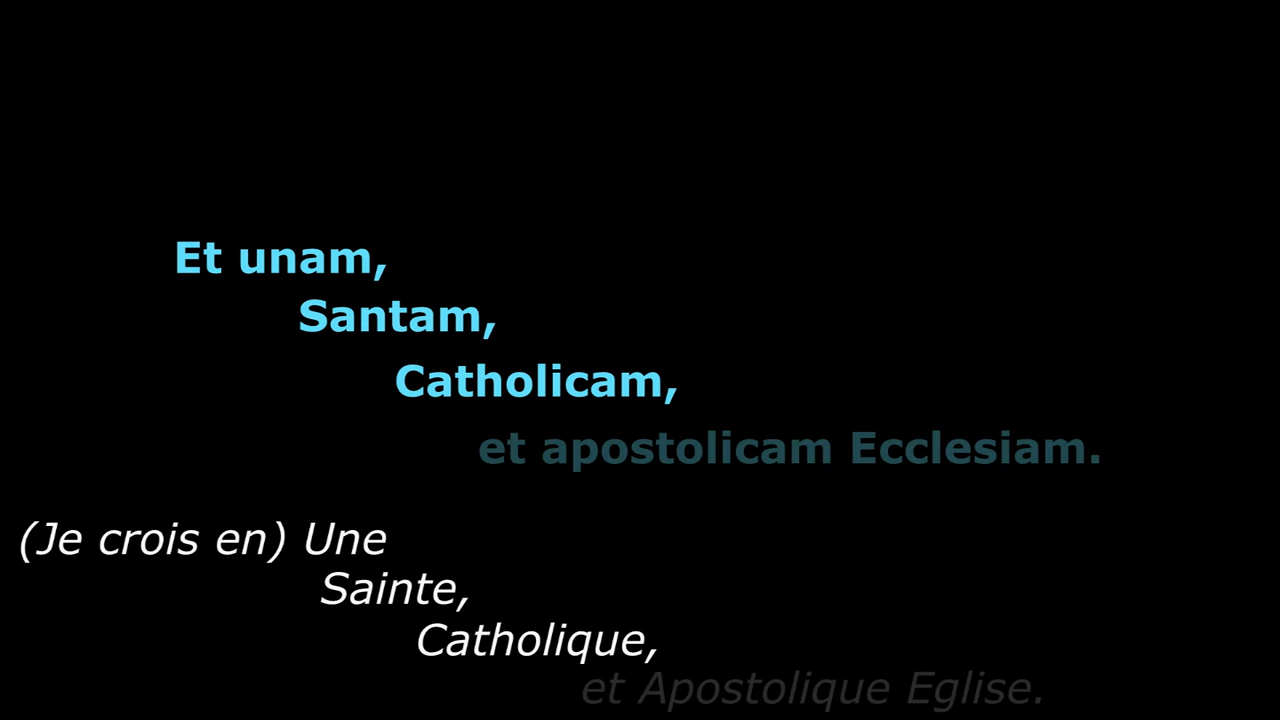 Et unam,
Santam,
Catholicam,
et apostolicam Ecclesiam.
(Je crois en) Une
Sainte,
Catholique,
et Apostolique Eglise.